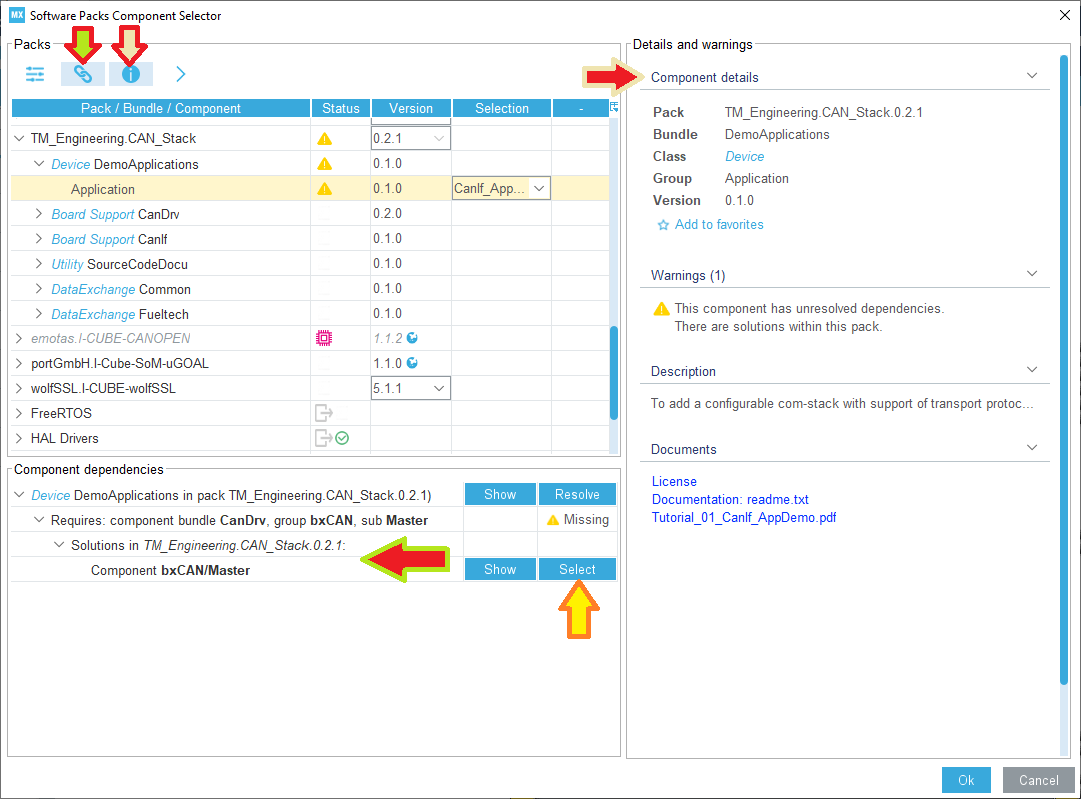 MX Software Packs Component Selector
Packs
Pack / Bundle / Component Status Version Selection -
TM_Engineering.CAN_Stack 0.2.1
Device DemoApplications 0.1.0
Application 0.1.0 CanIf_App...
Board Support CanDrv 0.2.0
Board Support CanIf 0.1.0
Utility SourceCodeDocu 0.1.0
DataExchange Common 0.1.0
DataExchange Fueltech 0.1.0
emotas.I-CUBE-CANOPEN 1.1.2
portGmbH.I-Cube-SoM-uGOAL 1.1.0
wolfSSL.I-CUBE-wolfSSL 5.1.1
FreeRTOS
HAL Drivers
Component dependencies
Device DemoApplications in pack TM_Engineering.CAN_Stack.0.2.1) Show Resolve
Requires: component bundle CanDrv, group bxCAN, sub Master Missing
Solutions in TM_Engineering.CAN_Stack.0.2.1:
Component bxCAN/Master Show Select
Details and warnings
Component details
Pack TM_Engineering.CAN_Stack.0.2.1
Bundle DemoApplications
Class Device
Group Application
Version 0.1.0
Add to favorites
Warnings (1)
This component has unresolved dependencies.
There are solutions within this pack.
Description
To add a configurable com-stack with support of transport protoc...
Documents
License
Documentation: readme.txt
Tutorial_01_CanIf_AppDemo.pdf
Ok Cancel